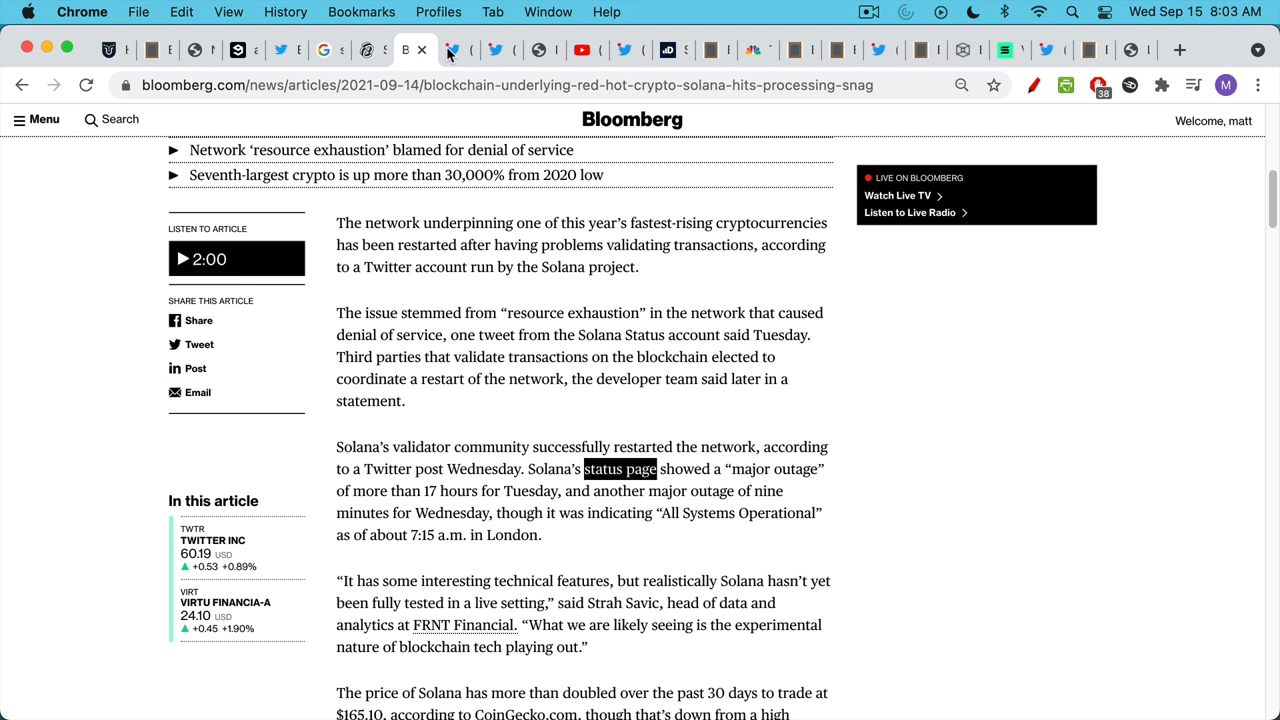 Chrome File Edit View History Bookmarks Profiles Tab Window Help Wed Sep 15 8:03 AM
bloomberg.com/news/articles/2021-09-14/blockchain-underlying-red-hot-crypto-solana-hits-processing-snag
38 M
Menu Search Bloomberg Welcome, matt
Network ‘resource exhaustion’ blamed for denial of service
Seventh-largest crypto is up more than 30,000% from 2020 low
LIVE ON BLOOMBERG
Watch Live TV
Listen to Live Radio
LISTEN TO ARTICLE
2:00
SHARE THIS ARTICLE
Share
Tweet
Post
Email
In this article
TWTR
TWITTER INC
60.19 USD
+0.53 +0.89%
VIRT
VIRTU FINANCIA-A
24.10 USD
+0.45 +1.90%
The network underpinning one of this year’s fastest-rising cryptocurrencies
has been restarted after having problems validating transactions, according
to a Twitter account run by the Solana project.
The issue stemmed from “resource exhaustion” in the network that caused
denial of service, one tweet from the Solana Status account said Tuesday.
Third parties that validate transactions on the blockchain elected to
coordinate a restart of the network, the developer team said later in a
statement.
Solana’s validator community successfully restarted the network, according
to a Twitter post Wednesday. Solana’s status page showed a “major outage”
of more than 17 hours for Tuesday, and another major outage of nine
minutes for Wednesday, though it was indicating “All Systems Operational”
as of about 7:15 a.m. in London.
“It has some interesting technical features, but realistically Solana hasn’t yet
been fully tested in a live setting,” said Strah Savic, head of data and
analytics at FRNT Financial. “What we are likely seeing is the experimental
nature of blockchain tech playing out.”
The price of Solana has more than doubled over the past 30 days to trade at
$165.10, according to CoinGecko.com, though that’s down from a high